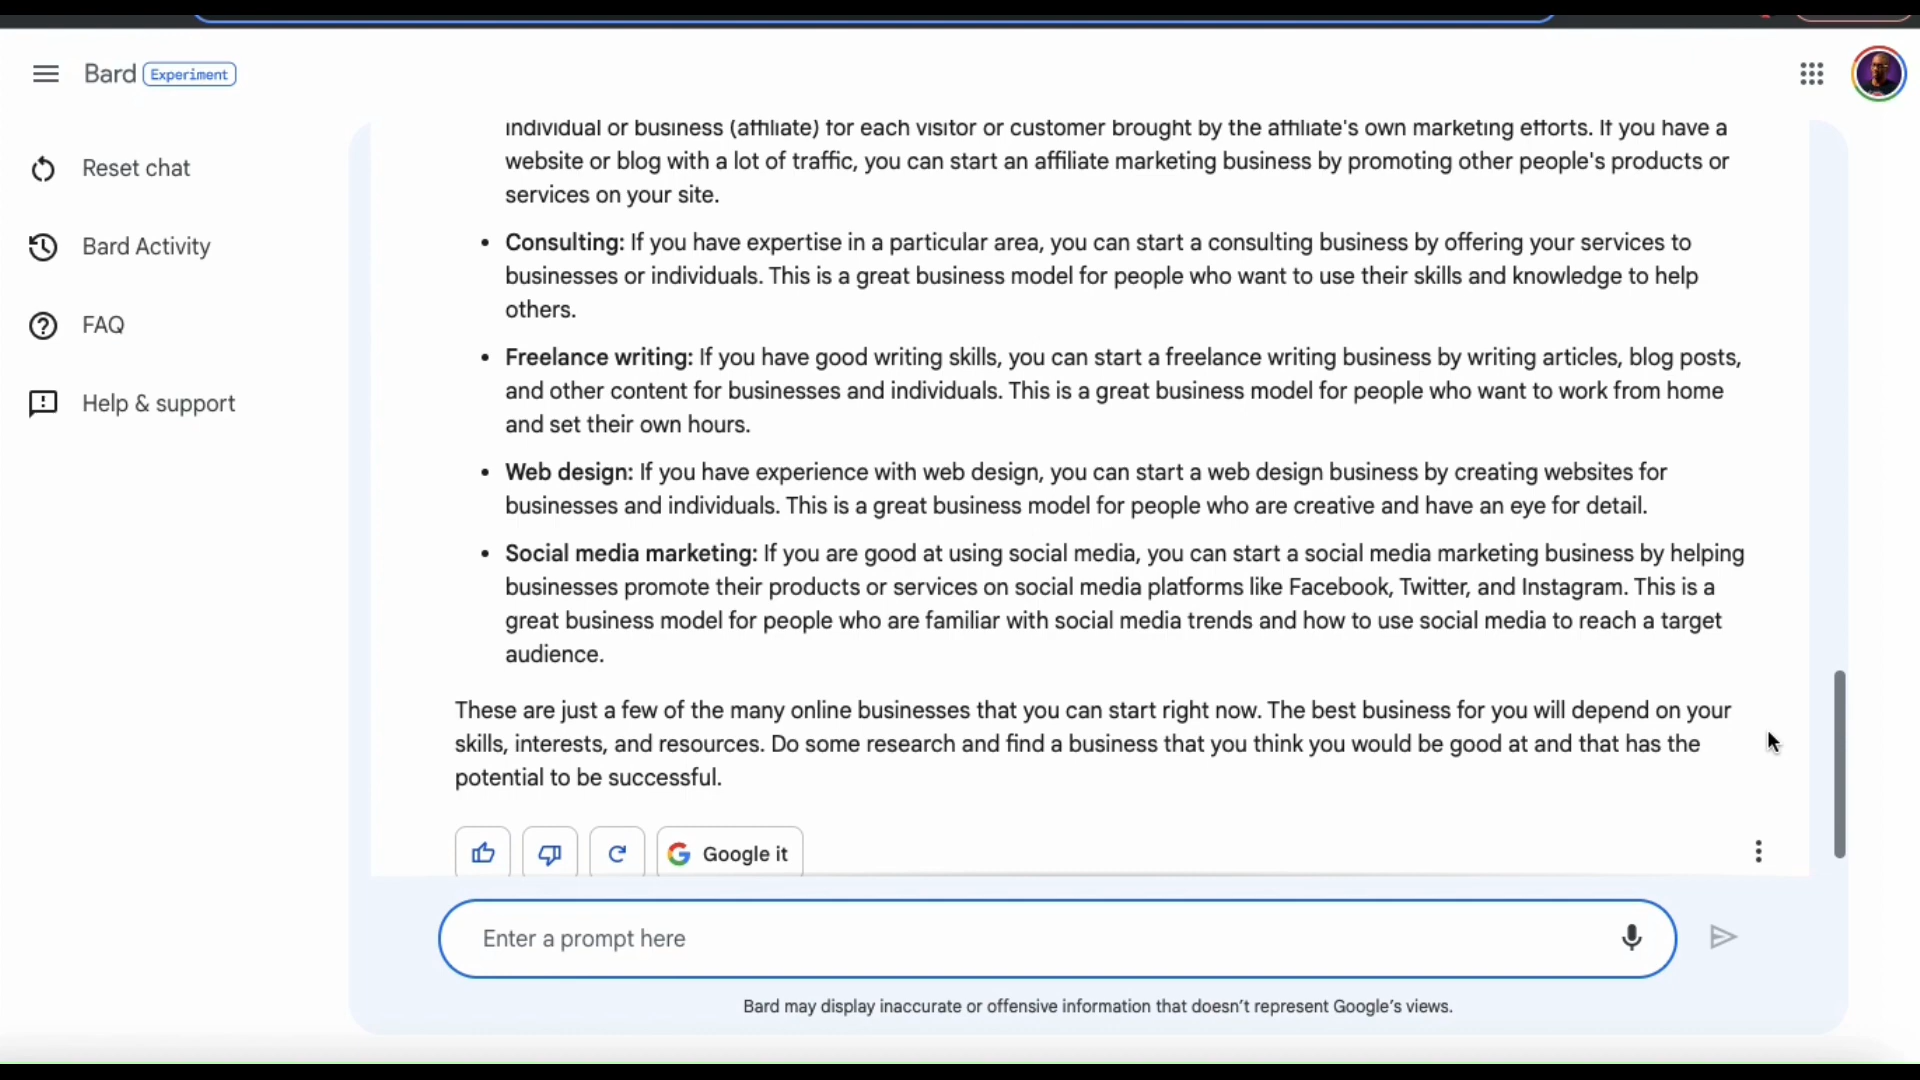 Bard Experiment
Reset chat
Bard Activity
FAQ
Help & support
individual or business (affiliate) for each visitor or customer brought by the affiliate's own marketing efforts. If you have a
website or blog with a lot of traffic, you can start an affiliate marketing business by promoting other people's products or
services on your site.
• Consulting: If you have expertise in a particular area, you can start a consulting business by offering your services to
businesses or individuals. This is a great business model for people who want to use their skills and knowledge to help
others.
• Freelance writing: If you have good writing skills, you can start a freelance writing business by writing articles, blog posts,
and other content for businesses and individuals. This is a great business model for people who want to work from home
and set their own hours.
• Web design: If you have experience with web design, you can start a web design business by creating websites for
businesses and individuals. This is a great business model for people who are creative and have an eye for detail.
• Social media marketing: If you are good at using social media, you can start a social media marketing business by helping
businesses promote their products or services on social media platforms like Facebook, Twitter, and Instagram. This is a
great business model for people who are familiar with social media trends and how to use social media to reach a target
audience.
These are just a few of the many online businesses that you can start right now. The best business for you will depend on your
skills, interests, and resources. Do some research and find a business that you think you would be good at and that has the
potential to be successful.
Google it
Enter a prompt here
Bard may display inaccurate or offensive information that doesn't represent Google's views.